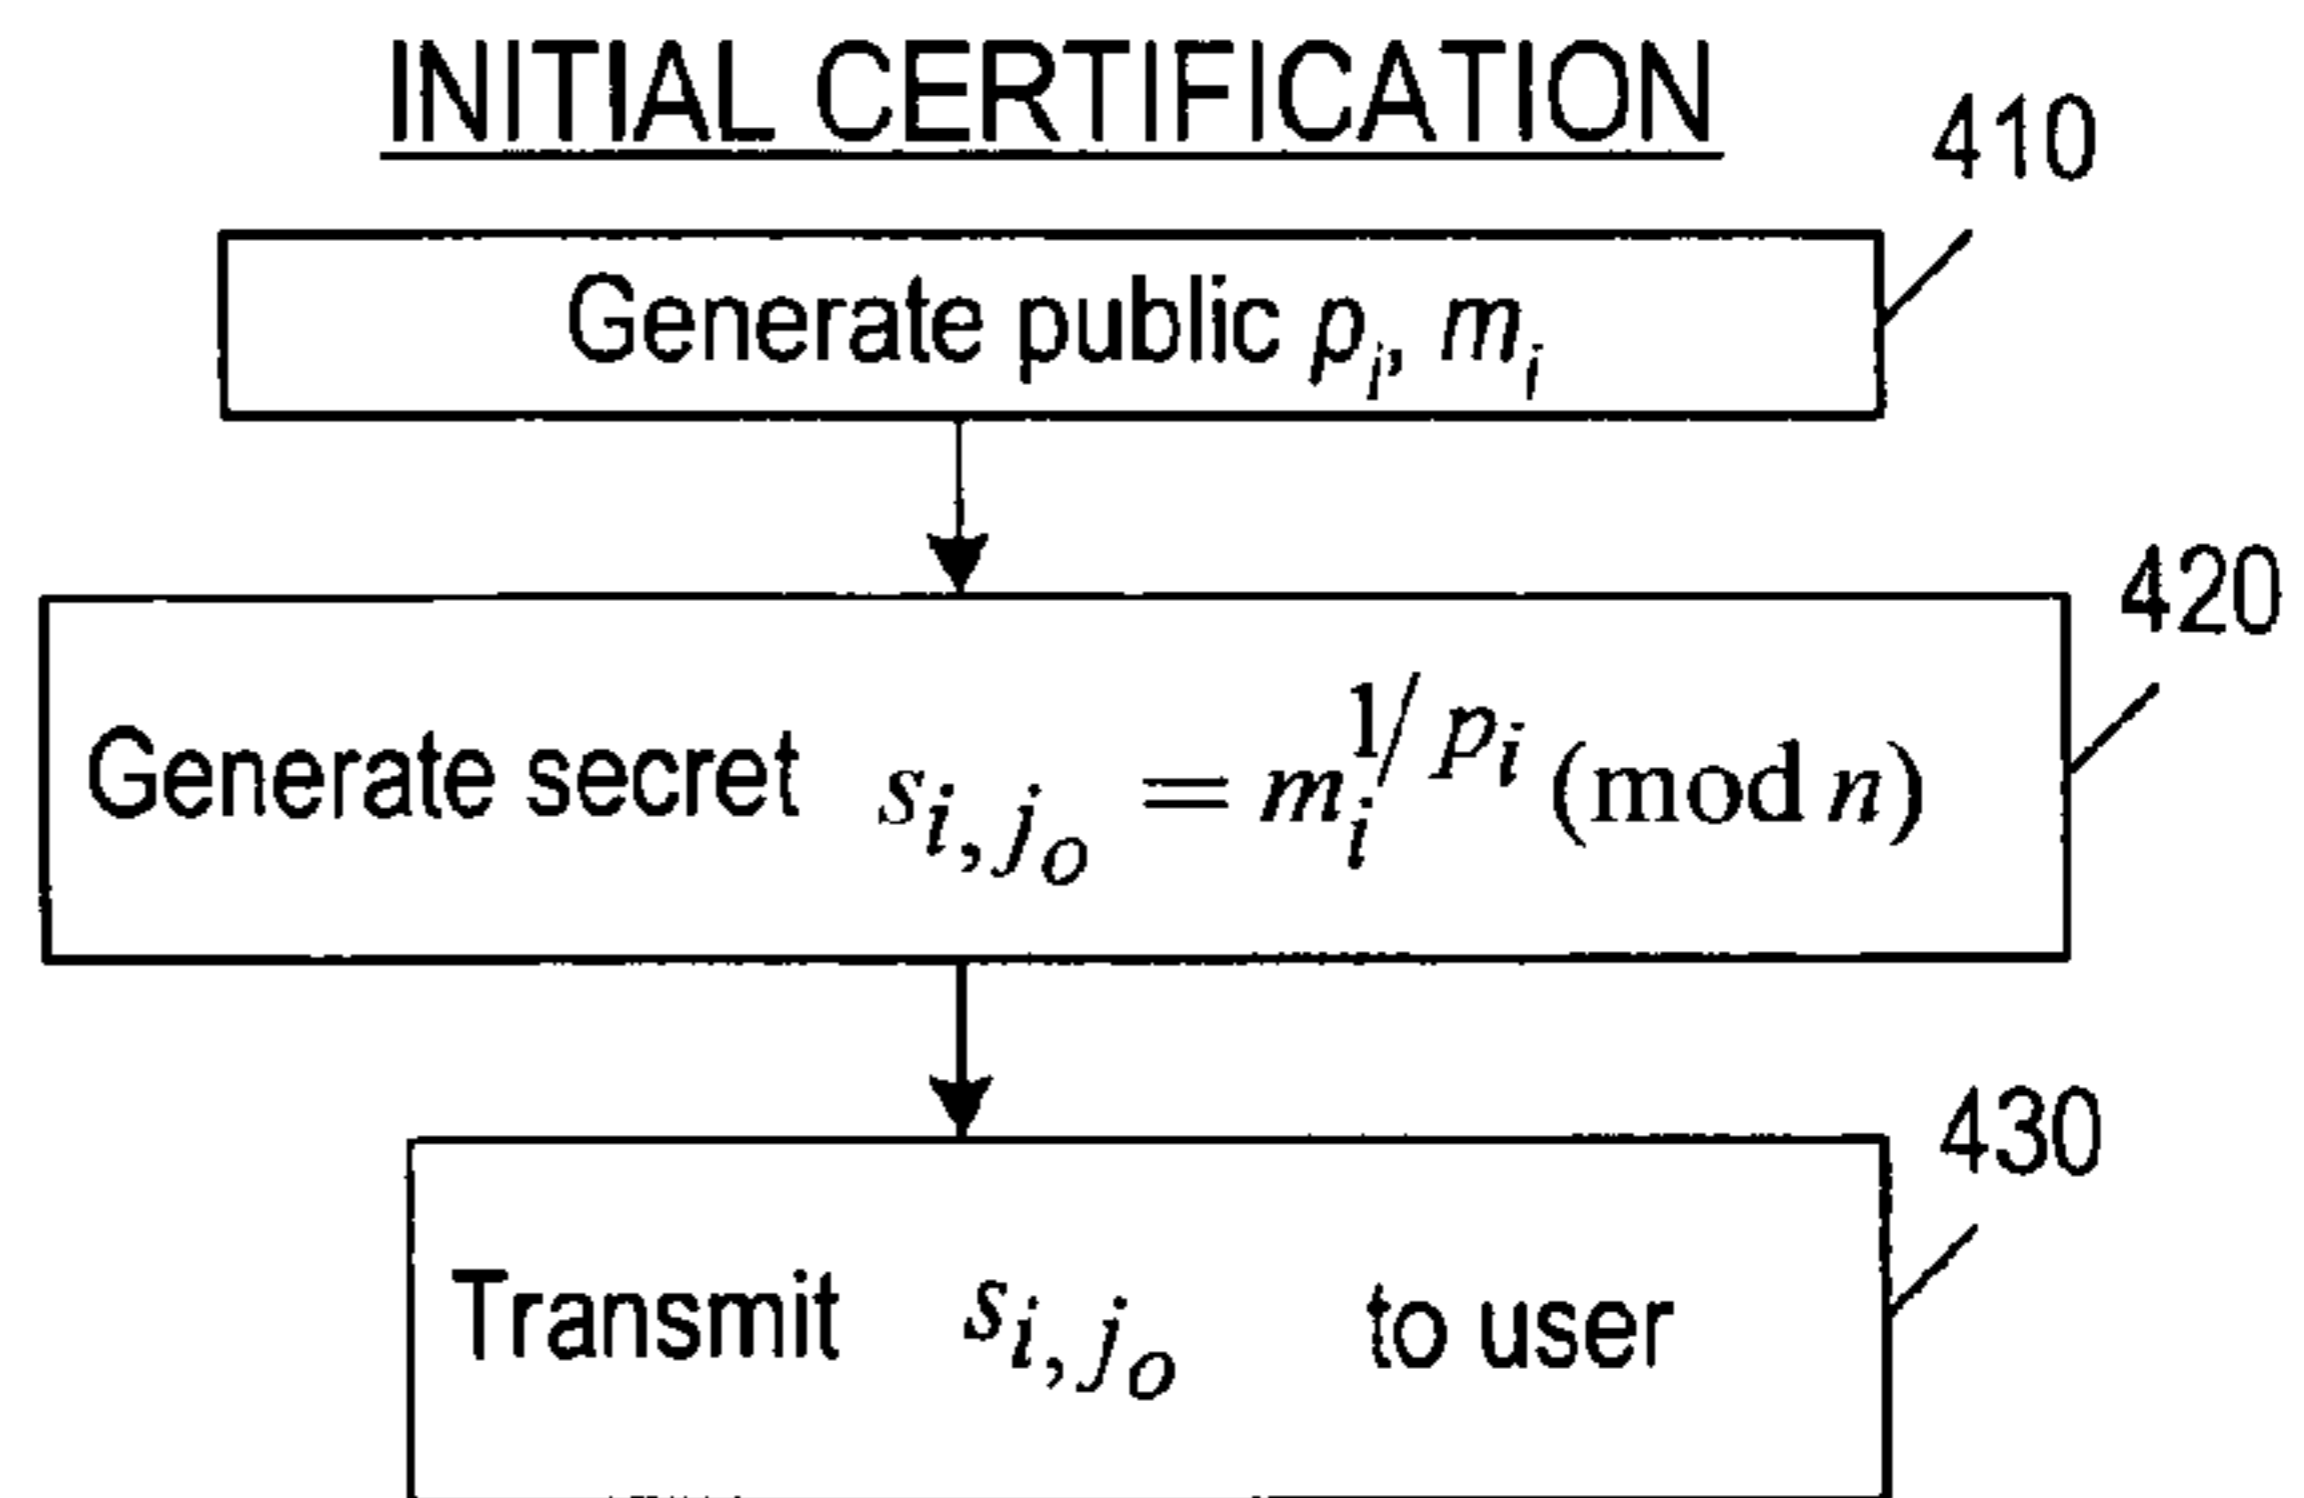 INITIAL CERTIFICATION
410
Generate public p_i, m_i
420
Generate secret s_{i,j_o} = m_i^{1/p_i} (mod n)
430
Transmit s_{i,j_o} to user